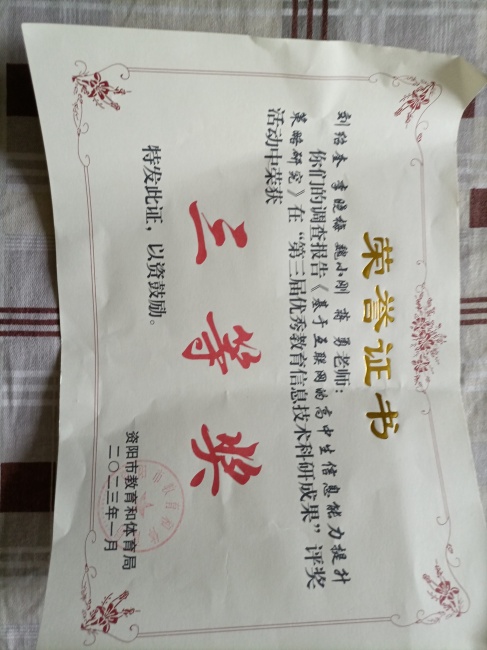 荣誉证书
刘绍奎 李晓梅 魏小刚 蒋勇老师：
你们的调查报告《基于互联网的高中生信息能力提升
策略研究》在“第三届优秀教育信息技术科研成果”评奖
活动中荣获
三等奖
特发此证，以资鼓励。
资阳市教育和体育局
二〇二三年一月